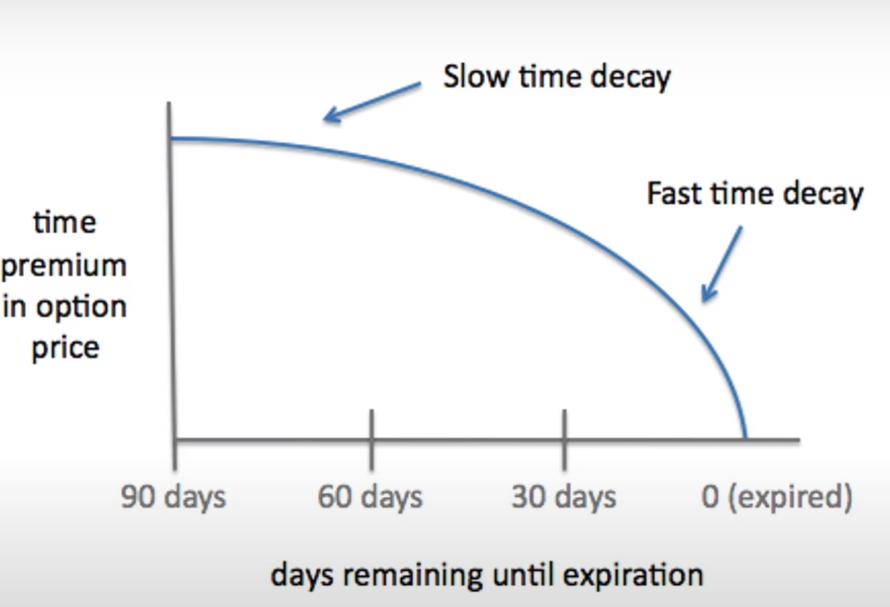 Slow time decay
Fast time decay
time
premium
in option
price
90 days
60 days
30 days
0 (expired)
days remaining until expiration